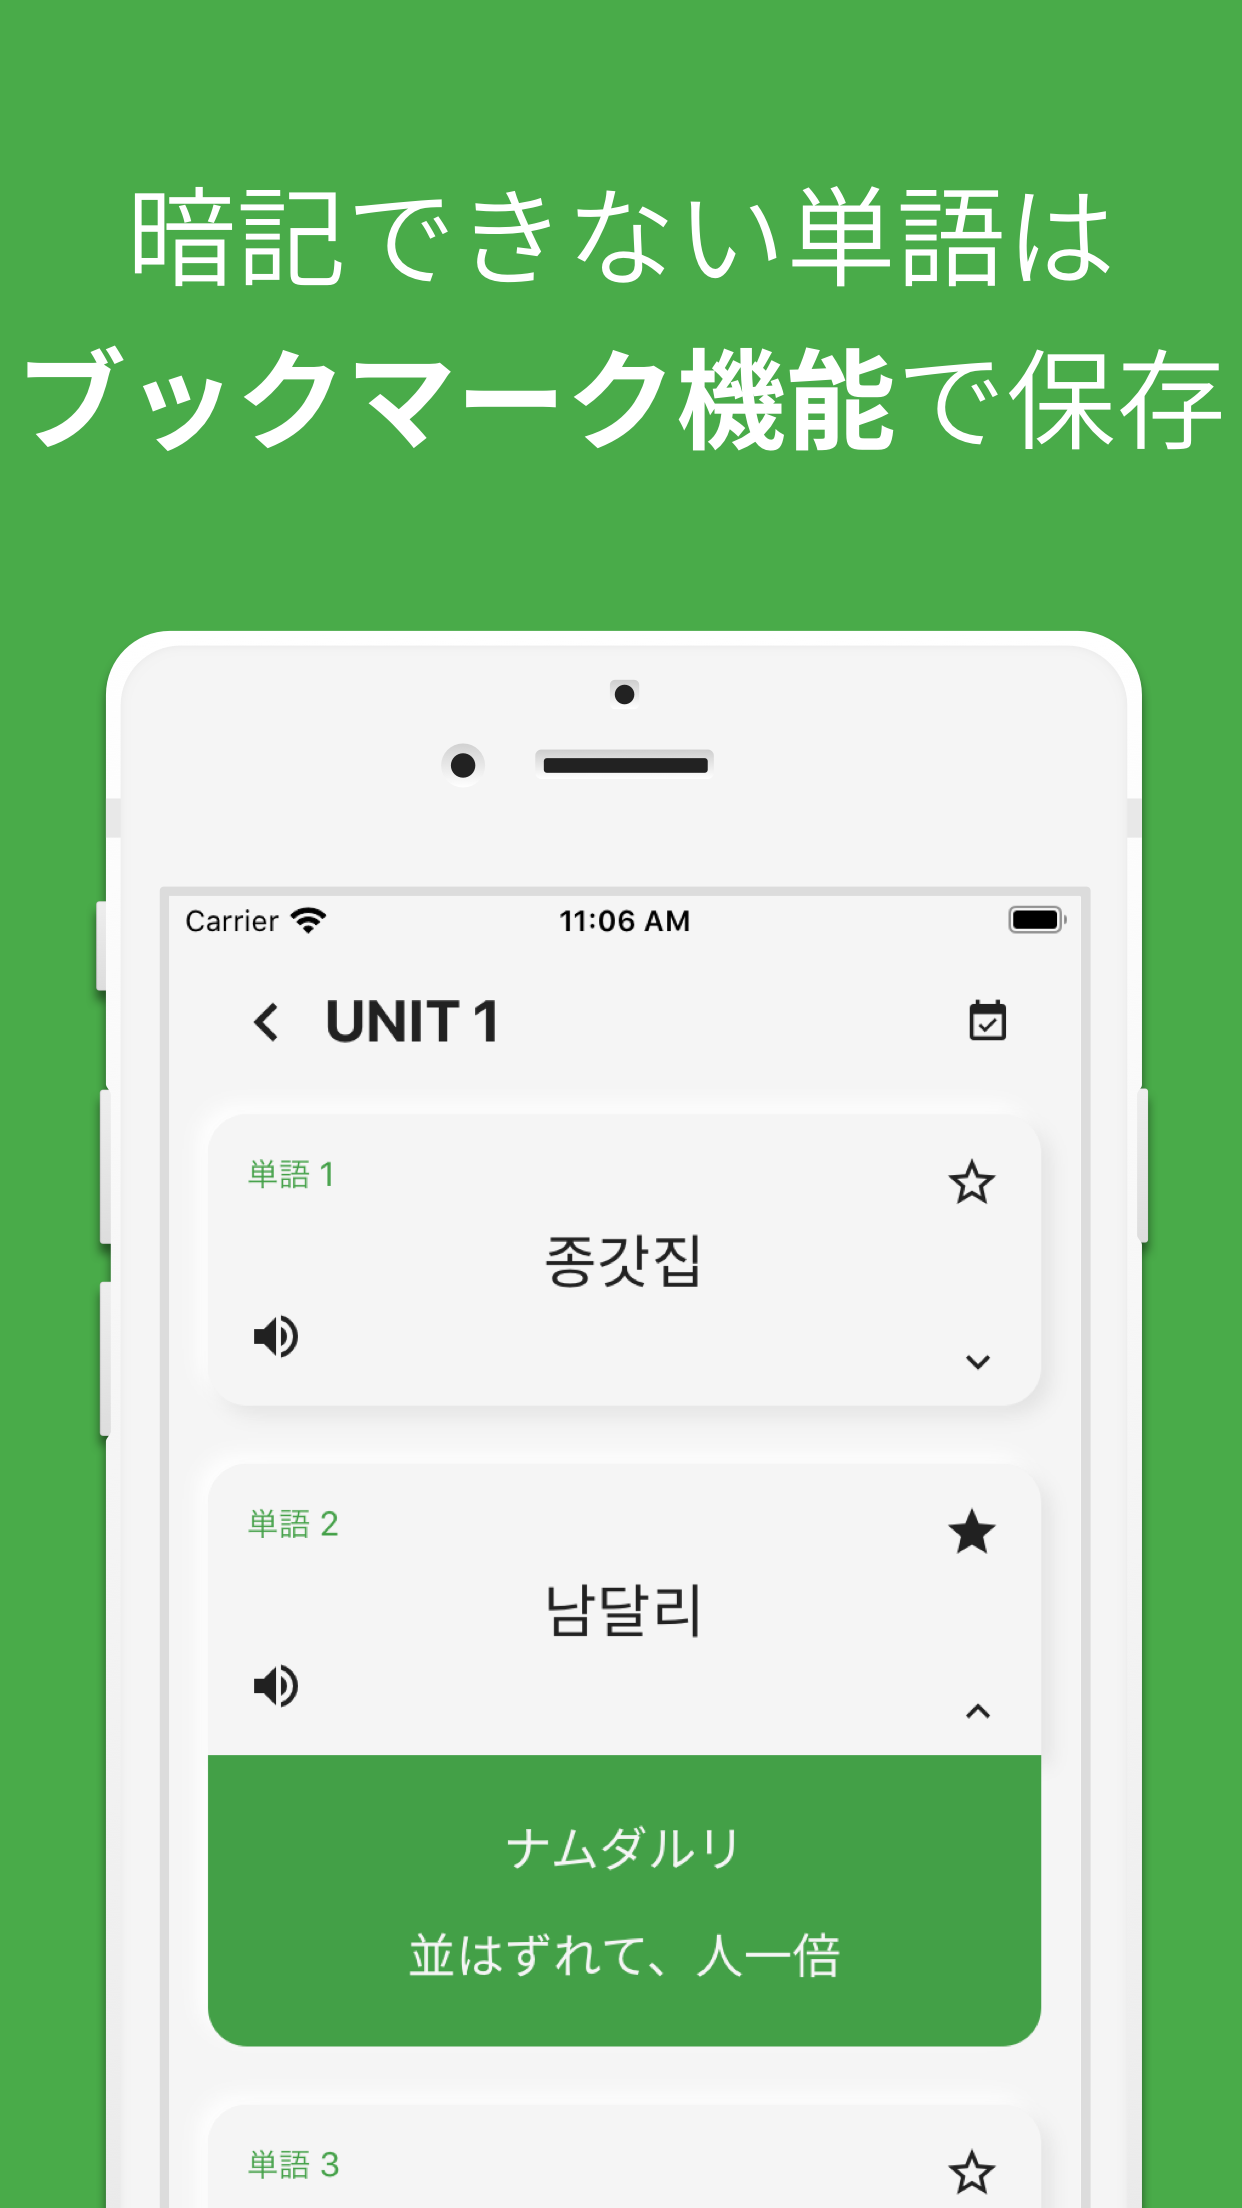 暗記できない単語は
ブックマーク機能で保存
Carrier 11:06 AM
UNIT 1
単語 1
종갓집
単語 2
남달리
ナムダルリ
並はずれて、人一倍
単語 3